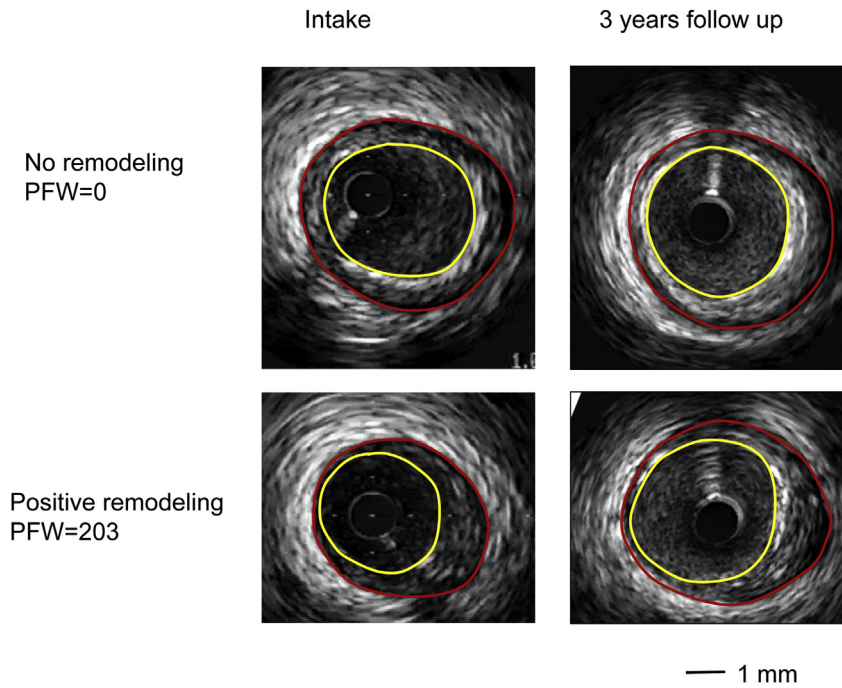 Intake
3 years follow up
No remodeling
PFW=0
Positive remodeling
PFW=203
1 mm